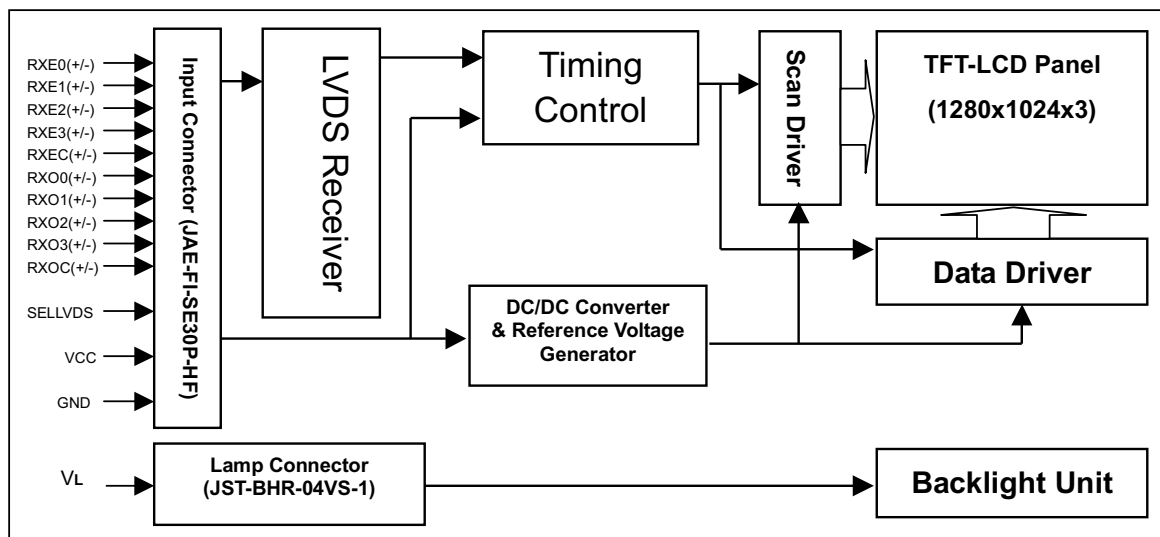 RXE0(+/-)
RXE1(+/-)
RXE2(+/-)
RXE3(+/-)
RXEC(+/-)
RXO0(+/-)
RXO1(+/-)
RXO2(+/-)
RXO3(+/-)
RXOC(+/-)
SELLVDS
VCC
GND
Input Connector (JAE-FI-SE30P-HF)
LVDS Receiver
Timing
Control
Scan Driver
TFT-LCD Panel
(1280x1024x3)
Data Driver
DC/DC Converter
& Reference Voltage
Generator
VL
Lamp Connector
(JST-BHR-04VS-1)
Backlight Unit